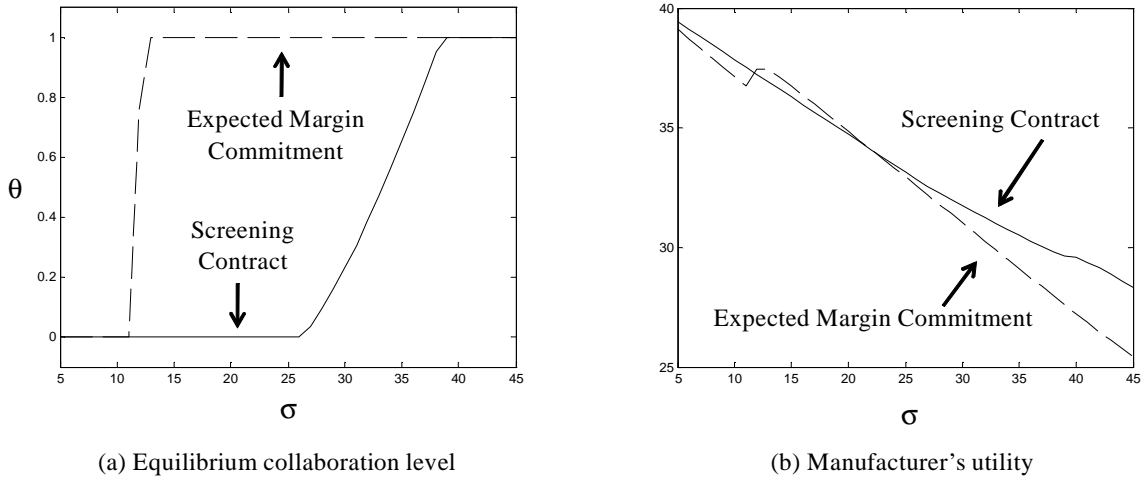 1
0.8
0.6
0.4
0.2
0
θ
Expected Margin
Commitment
Screening
Contract
5 10 15 20 25 30 35 40 45
σ
(a) Equilibrium collaboration level
40
35
30
25
Screening Contract
Expected Margin Commitment
5 10 15 20 25 30 35 40 45
σ
(b) Manufacturer's utility